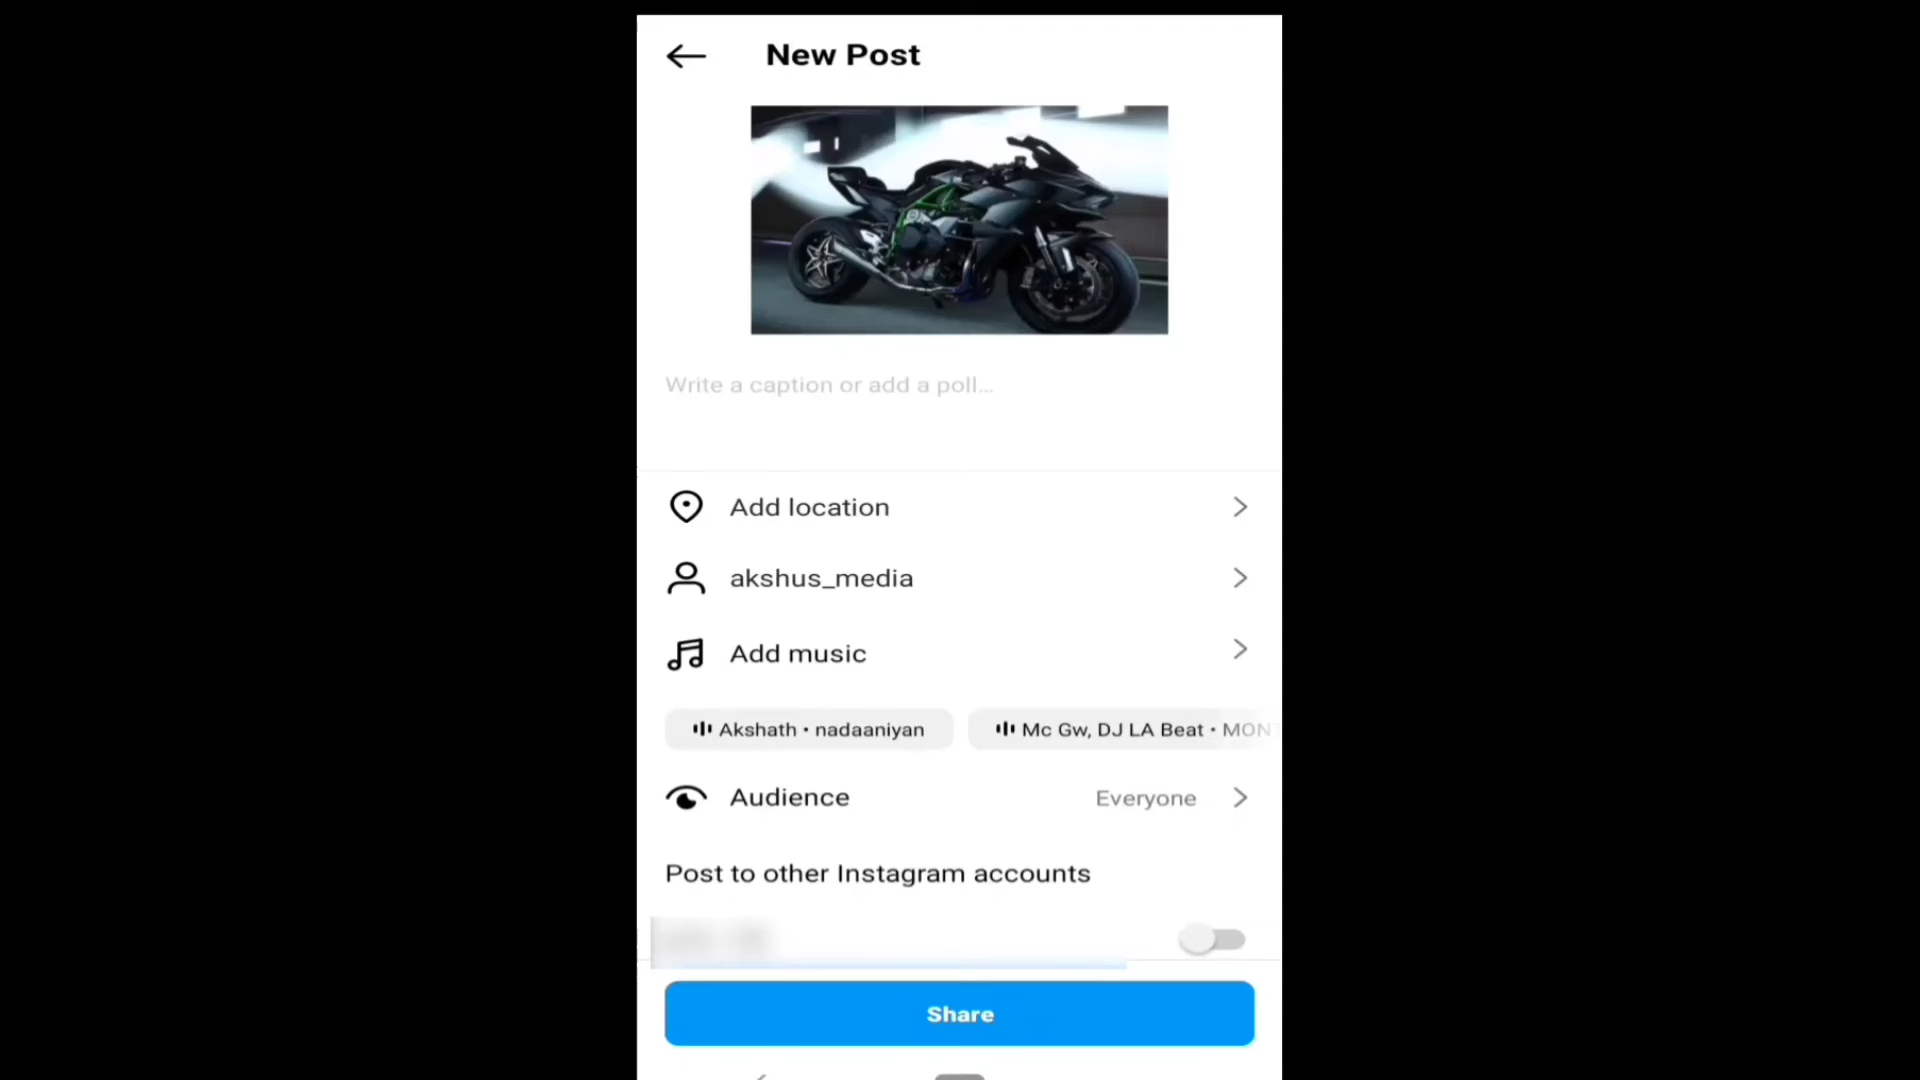 New Post
Write a caption or add a poll...
Add location
akshus_media
Add music
Akshath • nadaaniyan
Mc Gw, DJ LA Beat • MON
Audience
Everyone
Post to other Instagram accounts
Share